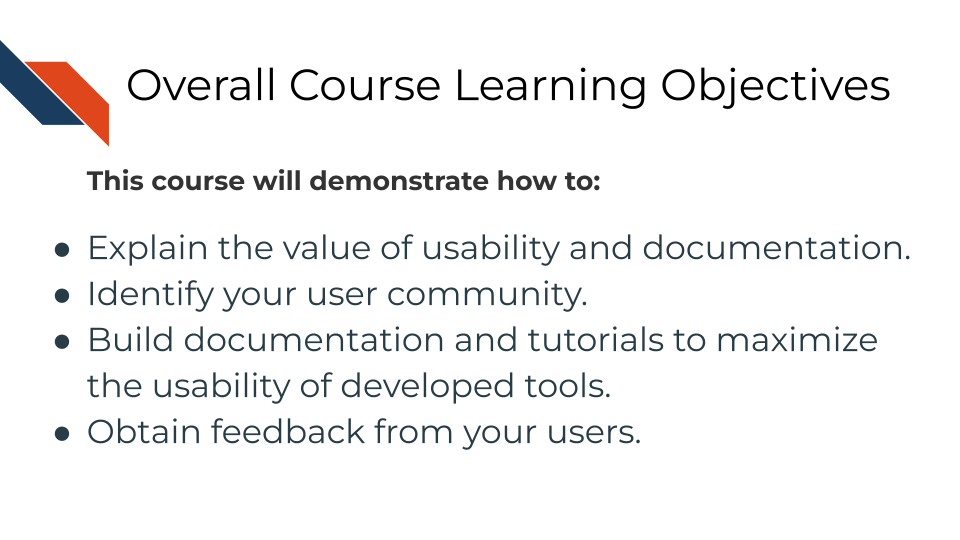 Overall Course Learning Objectives
This course will demonstrate how to:
● Explain the value of usability and documentation.
● Identify your user community.
● Build documentation and tutorials to maximize
the usability of developed tools.
● Obtain feedback from your users.